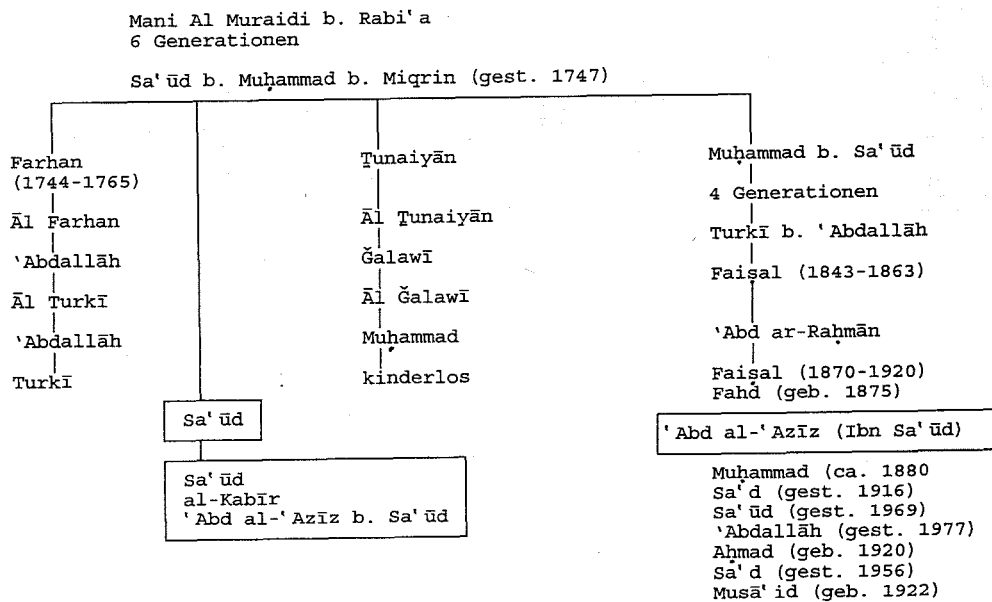 Mani Al Muraidi b. Rabi'a
6 Generationen
Sa'ūd b. Muḥammad b. Miqrin (gest. 1747)
Farhan
(1744-1765)
Āl Farhan
'Abdallāh
Āl Turkī
'Abdallāh
Turkī
Sa'ūd
Sa'ūd
al-Kabīr
'Abd al-'Azīz b. Sa'ūd
Ṯunaiyān
Āl Ṯunaiyān
Ǧalawī
Āl Ǧalawī
Muḥammad
kinderlos
Muḥammad b. Sa'ūd
4 Generationen
Turkī b. 'Abdallāh
Faiṣal (1843-1863)
'Abd ar-Raḥmān
Faiṣal (1870-1920)
Fahd (geb. 1875)
'Abd al-'Azīz (Ibn Sa'ūd)
Muḥammad (ca. 1880
Sa'd (gest. 1916)
Sa'ūd (gest. 1969)
'Abdallāh (gest. 1977)
Aḥmad (geb. 1920)
Sa'd (gest. 1956)
Musā'id (geb. 1922)